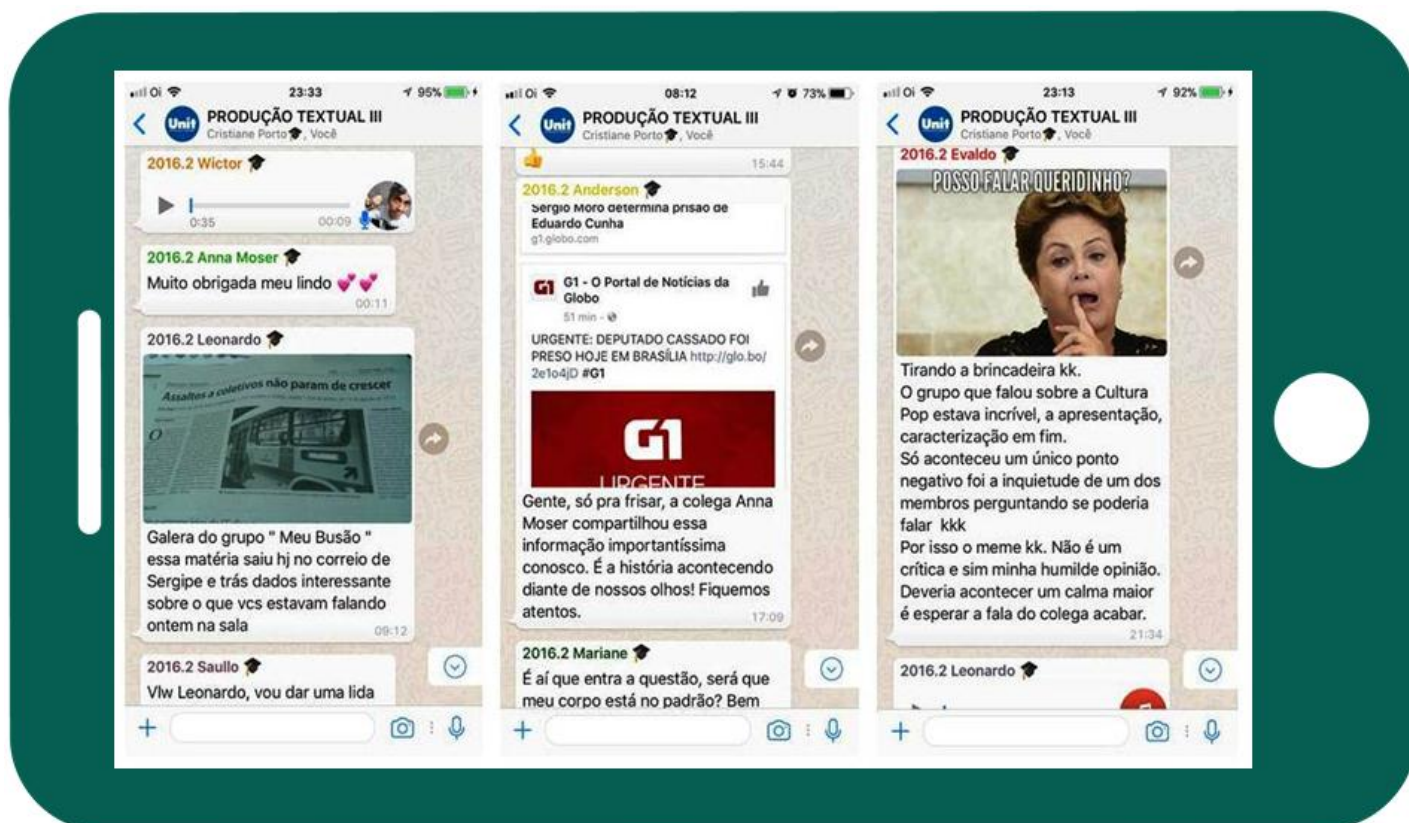 Oi
23:33
95%
Unit
PRODUÇÃO TEXTUAL III
Cristiane Porto, Você
2016.2 Wictor
0:35
00:09
2016.2 Anna Moser
Muito obrigada meu lindo
00:11
2016.2 Leonardo
Assaltos a coletivos não param de crescer
Galera do grupo " Meu Busão "
essa matéria saiu hj no correio de
Sergipe e trás dados interessante
sobre o que vcs estavam falando
ontem na sala
09:12
2016.2 Saullo
Vlw Leonardo, vou dar uma lida
Oi
08:12
73%
Unit
PRODUÇÃO TEXTUAL III
Cristiane Porto, Você
15:44
2016.2 Anderson
Sergio Moro determina prisão de
Eduardo Cunha
g1.globo.com
G1
G1 - O Portal de Notícias da
Globo
51 min -
URGENTE: DEPUTADO CASSADO FOI
PRESO HOJE EM BRASÍLIA http://glo.bo/
2e1o4jD #G1
G1
URGENTE
Gente, só pra frisar, a colega Anna
Moser compartilhou essa
informação importantíssima
conosco. É a história acontecendo
diante de nossos olhos! Fiquemos
atentos.
17:09
2016.2 Mariane
É aí que entra a questão, será que
meu corpo está no padrão? Bem
Oi
23:13
92%
Unit
PRODUÇÃO TEXTUAL III
Cristiane Porto, Você
2016.2 Evaldo
POSSO FALAR QUERIDINHO?
Tirando a brincadeira kk.
O grupo que falou sobre a Cultura
Pop estava incrível, a apresentação,
caracterização em fim.
Só aconteceu um único ponto
negativo foi a inquietude de um dos
membros perguntando se poderia
falar kkk
Por isso o meme kk. Não é um
crítica e sim minha humilde opinião.
Deveria acontecer um calma maior
é esperar a fala do colega acabar.
21:34
2016.2 Leonardo